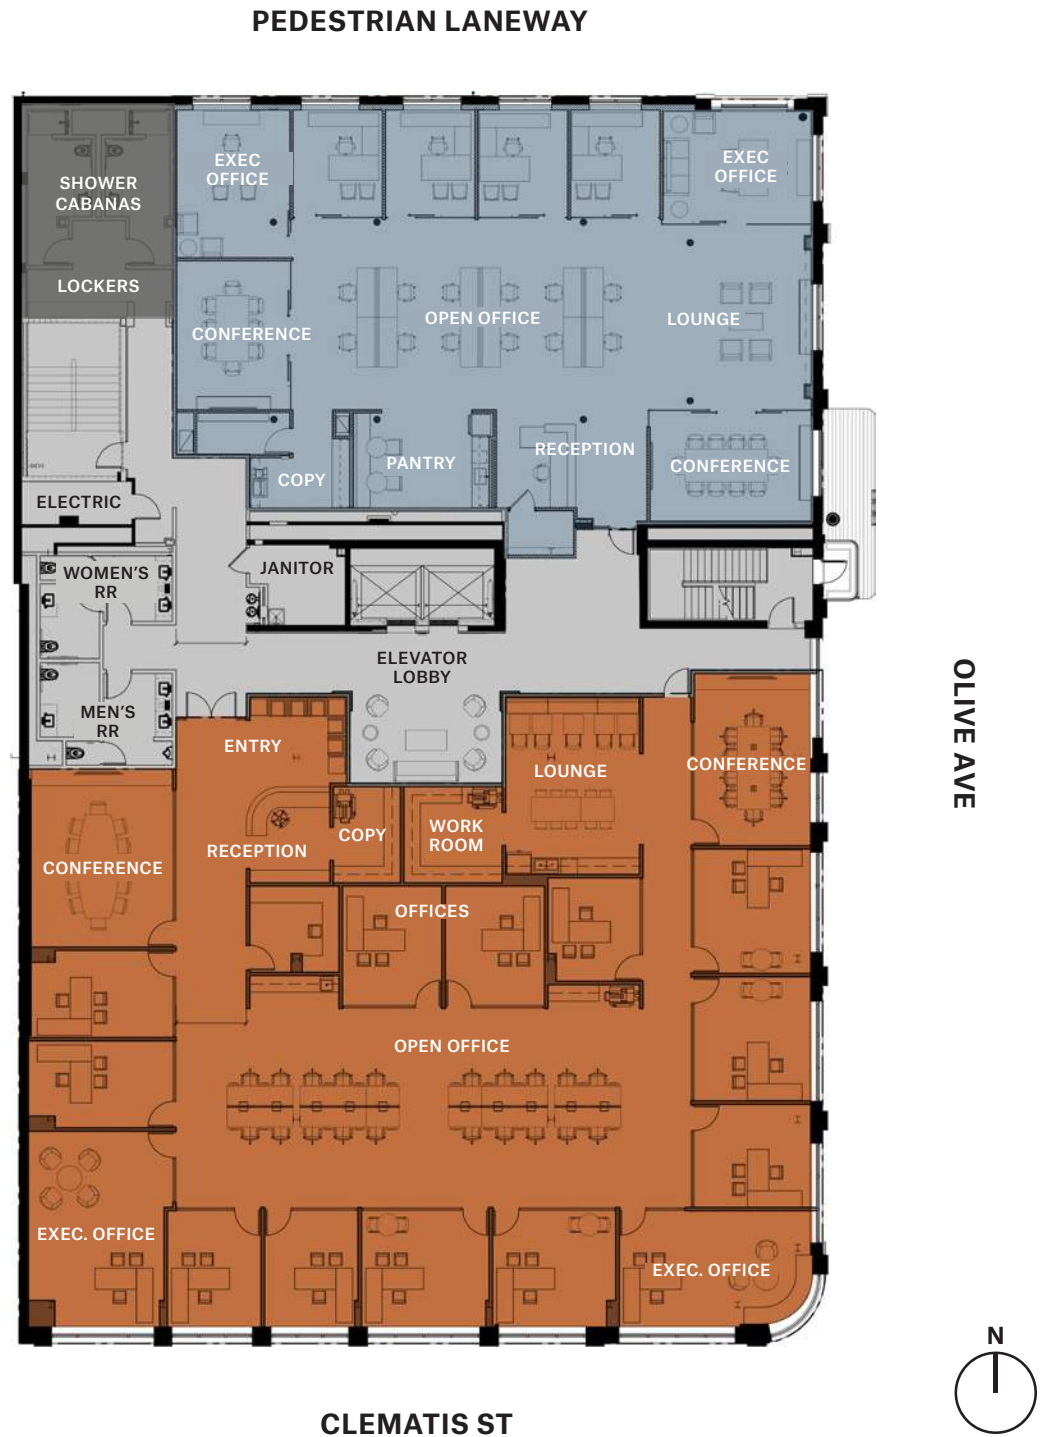 PEDESTRIAN LANEWAY
EXEC
OFFICE
EXEC
OFFICE
SHOWER
CABANAS
LOCKERS
CONFERENCE
OPEN OFFICE
LOUNGE
COPY
PANTRY
RECEPTION
CONFERENCE
ELECTRIC
WOMEN'S
RR
JANITOR
ELEVATOR
LOBBY
MEN'S
RR
ENTRY
LOUNGE
CONFERENCE
COPY
WORK
ROOM
RECEPTION
CONFERENCE
OFFICES
OPEN OFFICE
EXEC. OFFICE
EXEC. OFFICE
OLIVE AVE
N
CLEMATIS ST